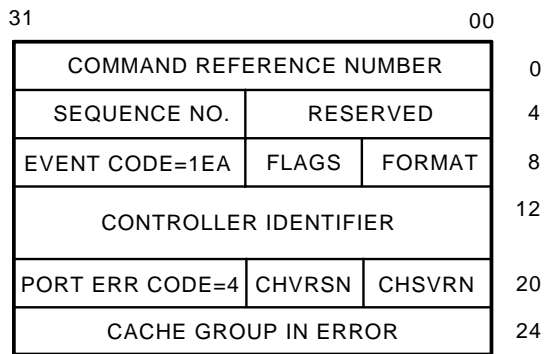 31 00
COMMAND REFERENCE NUMBER 0
SEQUENCE NO. RESERVED 4
EVENT CODE=1EA FLAGS FORMAT 8
CONTROLLER IDENTIFIER 12
PORT ERR CODE=4 CHVRSN CHSVRN 20
CACHE GROUP IN ERROR 24